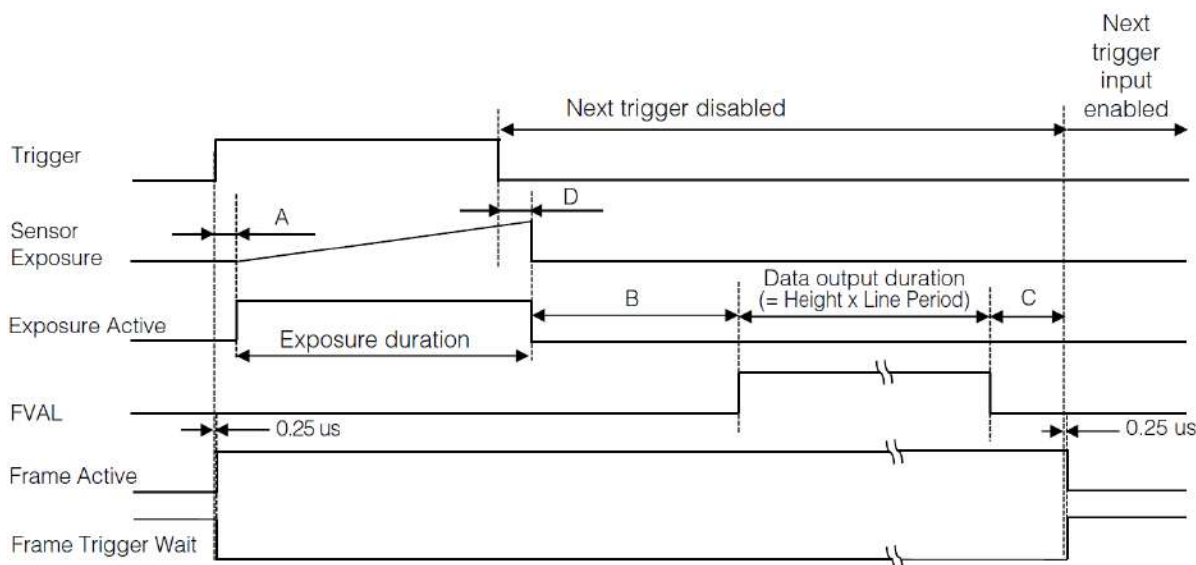 Next
trigger
input
enabled
Next trigger disabled
Trigger
D
A
Sensor
Exposure
Data output duration
(= Height x Line Period)
B
C
Exposure Active
Exposure duration
FVAL
0.25 us
0.25 us
Frame Active
Frame Trigger Wait